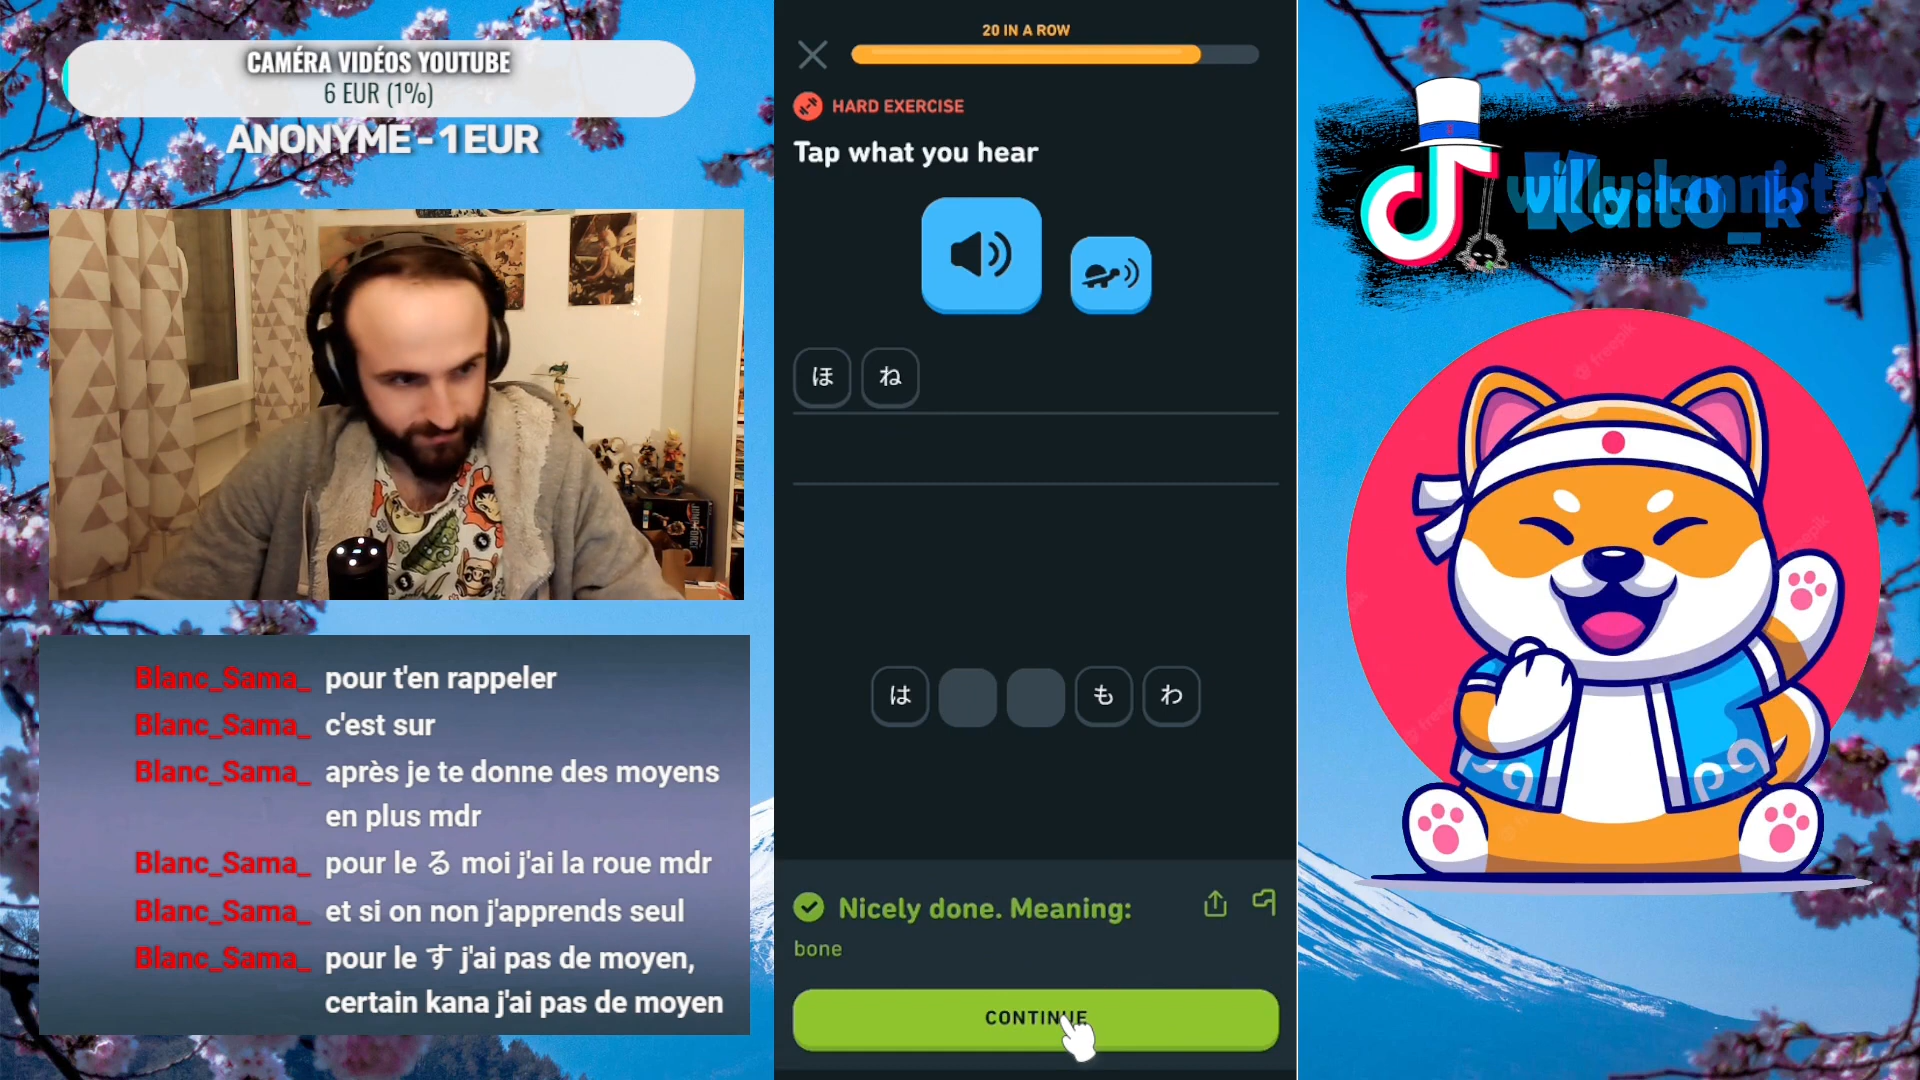 CAMÉRA VIDÉOS YOUTUBE
6 EUR (1%)
ANONYME - 1 EUR
Blanc_Sama_ pour t'en rappeler
Blanc_Sama_ c'est sur
Blanc_Sama_ après je te donne des moyens
en plus mdr
Blanc_Sama_ pour le る moi j'ai la roue mdr
Blanc_Sama_ et si on non j'apprends seul
Blanc_Sama_ pour le す j'ai pas de moyen,
certain kana j'ai pas de moyen
20 IN A ROW
HARD EXERCISE
Tap what you hear
ほ ね
は も わ
Nicely done. Meaning:
bone
CONTINUE
freepik